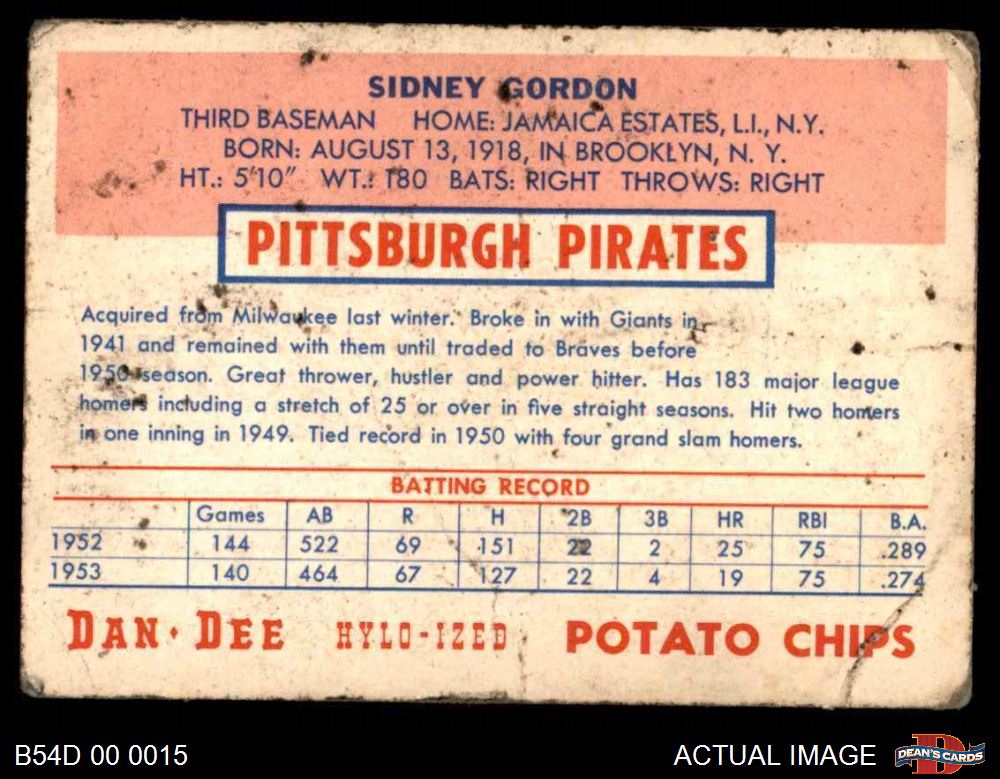 SIDNEY GORDON
THIRD BASEMAN HOME: JAMAICA ESTATES, L.I., N.Y.
BORN: AUGUST 13, 1918, IN BROOKLYN, N. Y.
HT.: 5'10" WT.: 180 BATS: RIGHT THROWS: RIGHT
PITTSBURGH PIRATES
Acquired from Milwaukee last winter. Broke in with Giants in
1941 and remained with them until traded to Braves before
1950 season. Great thrower, hustler and power hitter. Has 183 major league
homers including a stretch of 25 or over in five straight seasons. Hit two homers
in one inning in 1949. Tied record in 1950 with four grand slam homers.
BATTING RECORD
Games AB R H 2B 3B HR RBI B.A.
1952 144 522 69 151 22 2 25 75 .289
1953 140 464 67 127 22 4 19 75 .274
DAN·DEE HYLO-IZED POTATO CHIPS
B54D 00 0015 ACTUAL IMAGE D DEAN'S CARDS